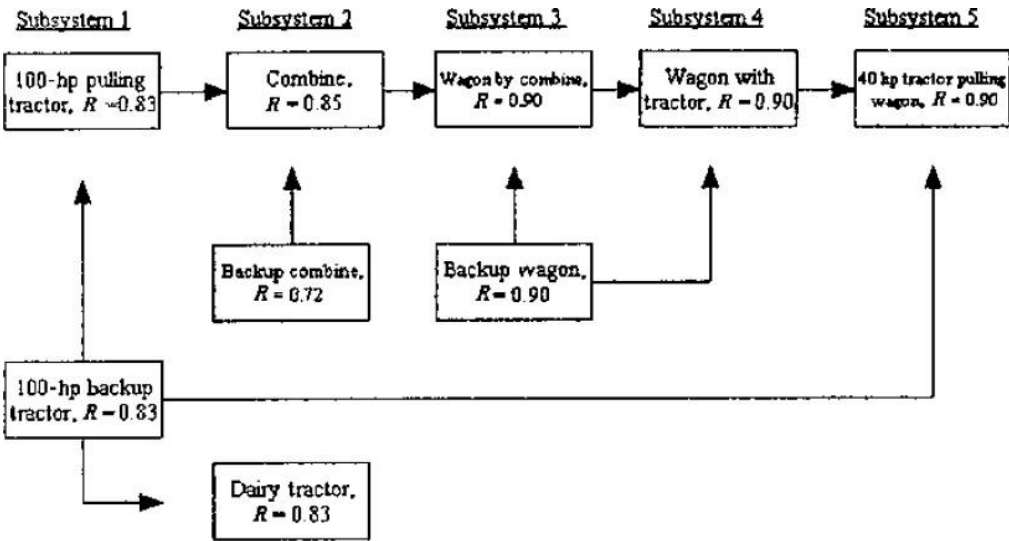 Subsystem 1
Subsystem 2
Subsystem 3
Subsystem 4
Subsystem 5
100-hp pulling
tractor, R = 0.83
Combine,
R = 0.85
Wagon by combine,
R = 0.90
Wagon with
tractor, R = 0.90
40 hp tractor pulling
wagon, R = 0.90
Backup combine,
R = 0.72
Backup wagon,
R = 0.90
100-hp backup
tractor, R = 0.83
Dairy tractor,
R = 0.83